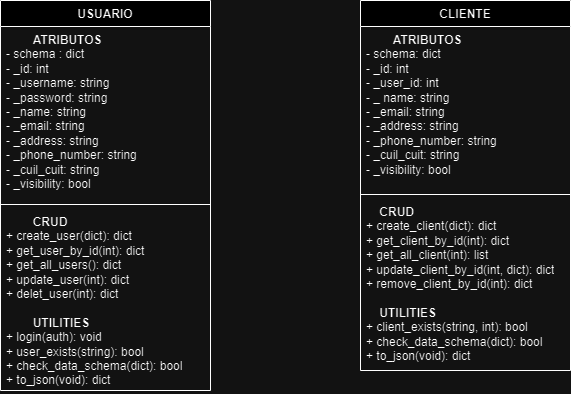 USUARIO
ATRIBUTOS
- schema : dict
- _id: int
- _username: string
- _password: string
- _name: string
- _email: string
- _address: string
- _phone_number: string
- _cuil_cuit: string
- _visibility: bool
CRUD
+ create_user(dict): dict
+ get_user_by_id(int): dict
+ get_all_users(): dict
+ update_user(int): dict
+ delet_user(int): dict
UTILITIES
+ login(auth): void
+ user_exists(string): bool
+ check_data_schema(dict): bool
+ to_json(void): dict
CLIENTE
ATRIBUTOS
- schema: dict
- _id: int
- _user_id: int
- _ name: string
- _email: string
- _address: string
- _phone_number: string
- _cuil_cuit: string
- _visibility: bool
CRUD
+ create_client(dict): dict
+ get_client_by_id(int): dict
+ get_all_client(int): list
+ update_client_by_id(int, dict): dict
+ remove_client_by_id(int): dict
UTILITIES
+ client_exists(string, int): bool
+ check_data_schema(dict): bool
+ to_json(void): dict